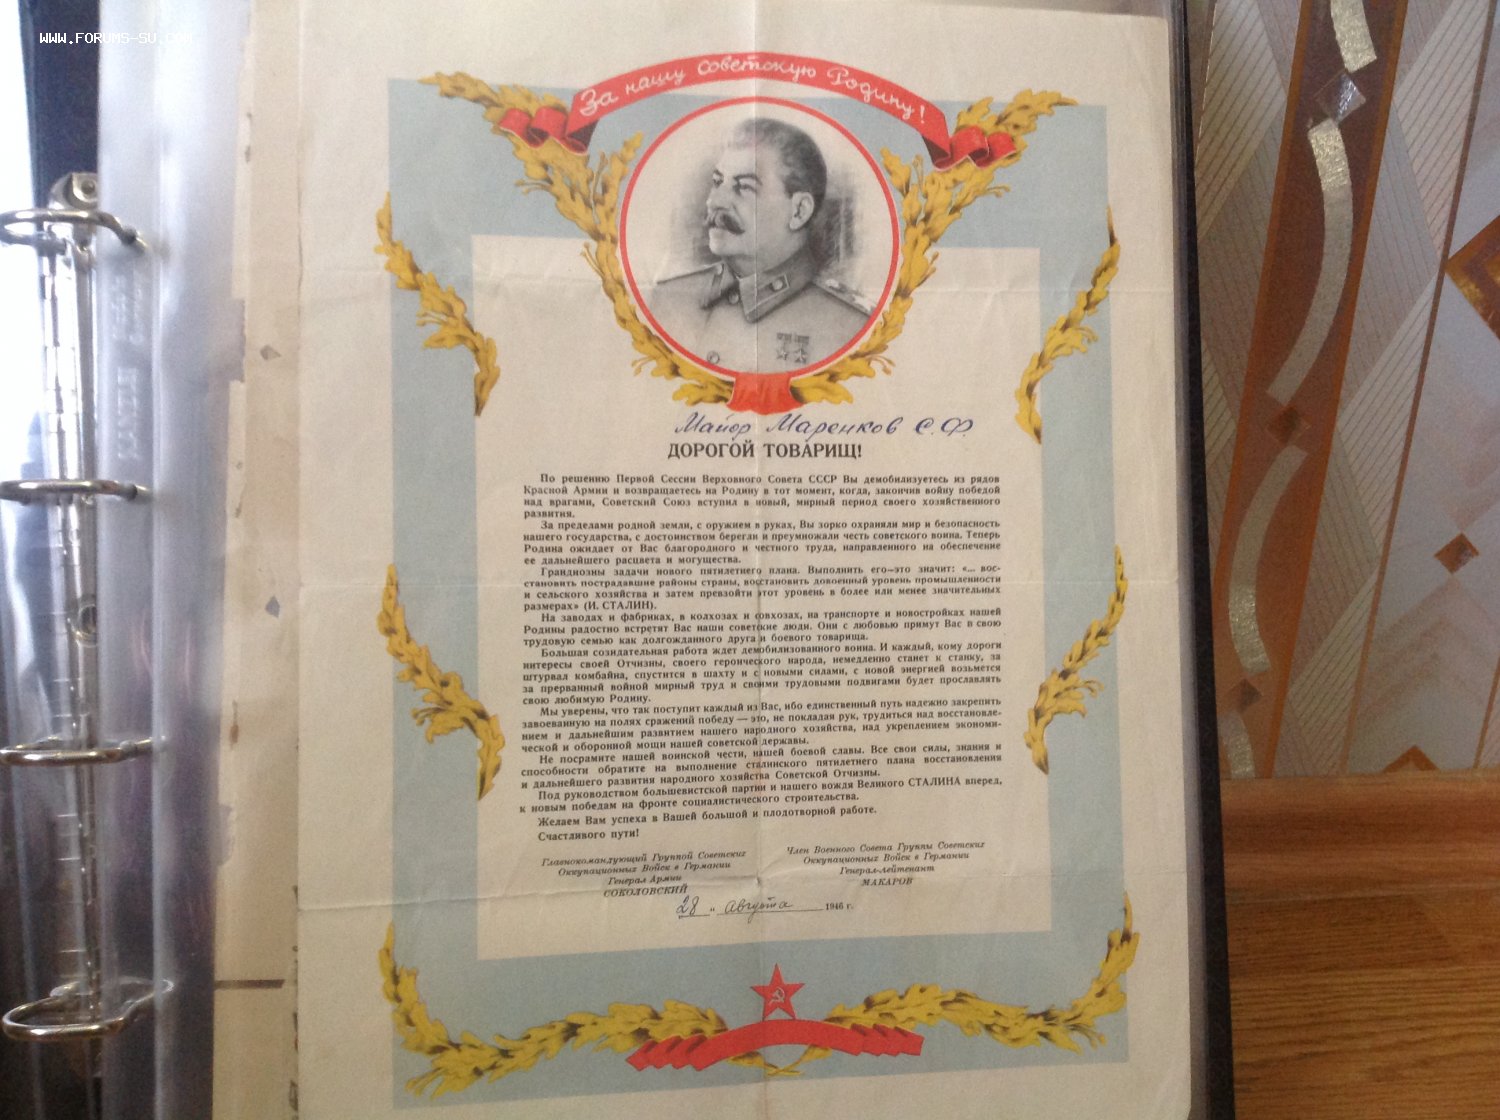 WWW.FORUMS-SU.COM
За нашу Советскую Родину!
Майор Маренков С.Ф.
ДОРОГОЙ ТОВАРИЩ!
По решению Первой Сессии Верховного Совета СССР Вы демобилизуетесь из рядов
Красной Армии и возвращаетесь на Родину в тот момент, когда, закончив войну победой
над врагами, Советский Союз вступил в новый, мирный период своего хозяйственного
развития.
За пределами родной земли, с оружием в руках, Вы зорко охраняли мир и безопасность
нашего государства, с достоинством берегли и преумножали честь советского воина. Теперь
Родина ожидает от Вас благородного и честного труда, направленного на обеспечение
ее дальнейшего расцвета и могущества.
Грандиозны задачи нового пятилетнего плана. Выполнить его—это значит: «... вос-
становить пострадавшие районы страны, восстановить довоенный уровень промышленности
и сельского хозяйства и затем превзойти этот уровень в более или менее значительных
размерах» (И. СТАЛИН).
На заводах и фабриках, в колхозах и совхозах, на транспорте и новостройках нашей
Родины радостно встретят Вас наши советские люди. Они с любовью примут Вас в свою
трудовую семью как долгожданного друга и боевого товарища.
Большая созидательная работа ждет демобилизованного воина. И каждый, кому дороги
интересы своей Отчизны, своего героического народа, немедленно станет к станку, за
штурвал комбайна, спустится в шахту и с новыми силами, с новой энергией возьмется
за прерванный войной мирный труд и своими трудовыми подвигами будет прославлять
свою любимую Родину.
Мы уверены, что так поступит каждый из Вас, ибо единственный путь надежно закрепить
завоеванную на полях сражений победу — это, не покладая рук, трудиться над восстановле-
нием и дальнейшим развитием нашего народного хозяйства, над укреплением экономи-
ческой и оборонной мощи нашей советской державы.
Не посрамите нашей воинской чести, нашей боевой славы. Все свои силы, знания и
способности обратите на выполнение сталинского пятилетнего плана восстановления
и дальнейшего развития народного хозяйства Советской Отчизны.
Под руководством большевистской партии и нашего вождя Великого СТАЛИНА вперед,
к новым победам на фронте социалистического строительства.
Желаем Вам успеха в Вашей большой и плодотворной работе.
Счастливого пути!
Главнокомандующий Группой Советских
Оккупационных Войск в Германии
Генерал Армии
СОКОЛОВСКИЙ
Член Военного Совета Группы Советских
Оккупационных Войск в Германии
Генерал-Лейтенант
МАКАРОВ
28 " Августа 1946 г.